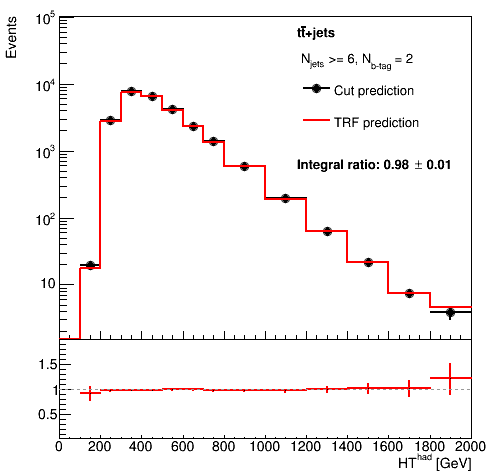 Events
10^5
10^4
10^3
10^2
10
tt̄+jets
N_jets >= 6, N_b-tag = 2
Cut prediction
TRF prediction
Integral ratio: 0.98 ± 0.01
1.5
1
0.5
0 200 400 600 800 1000 1200 1400 1600 1800 2000
HT^had [GeV]